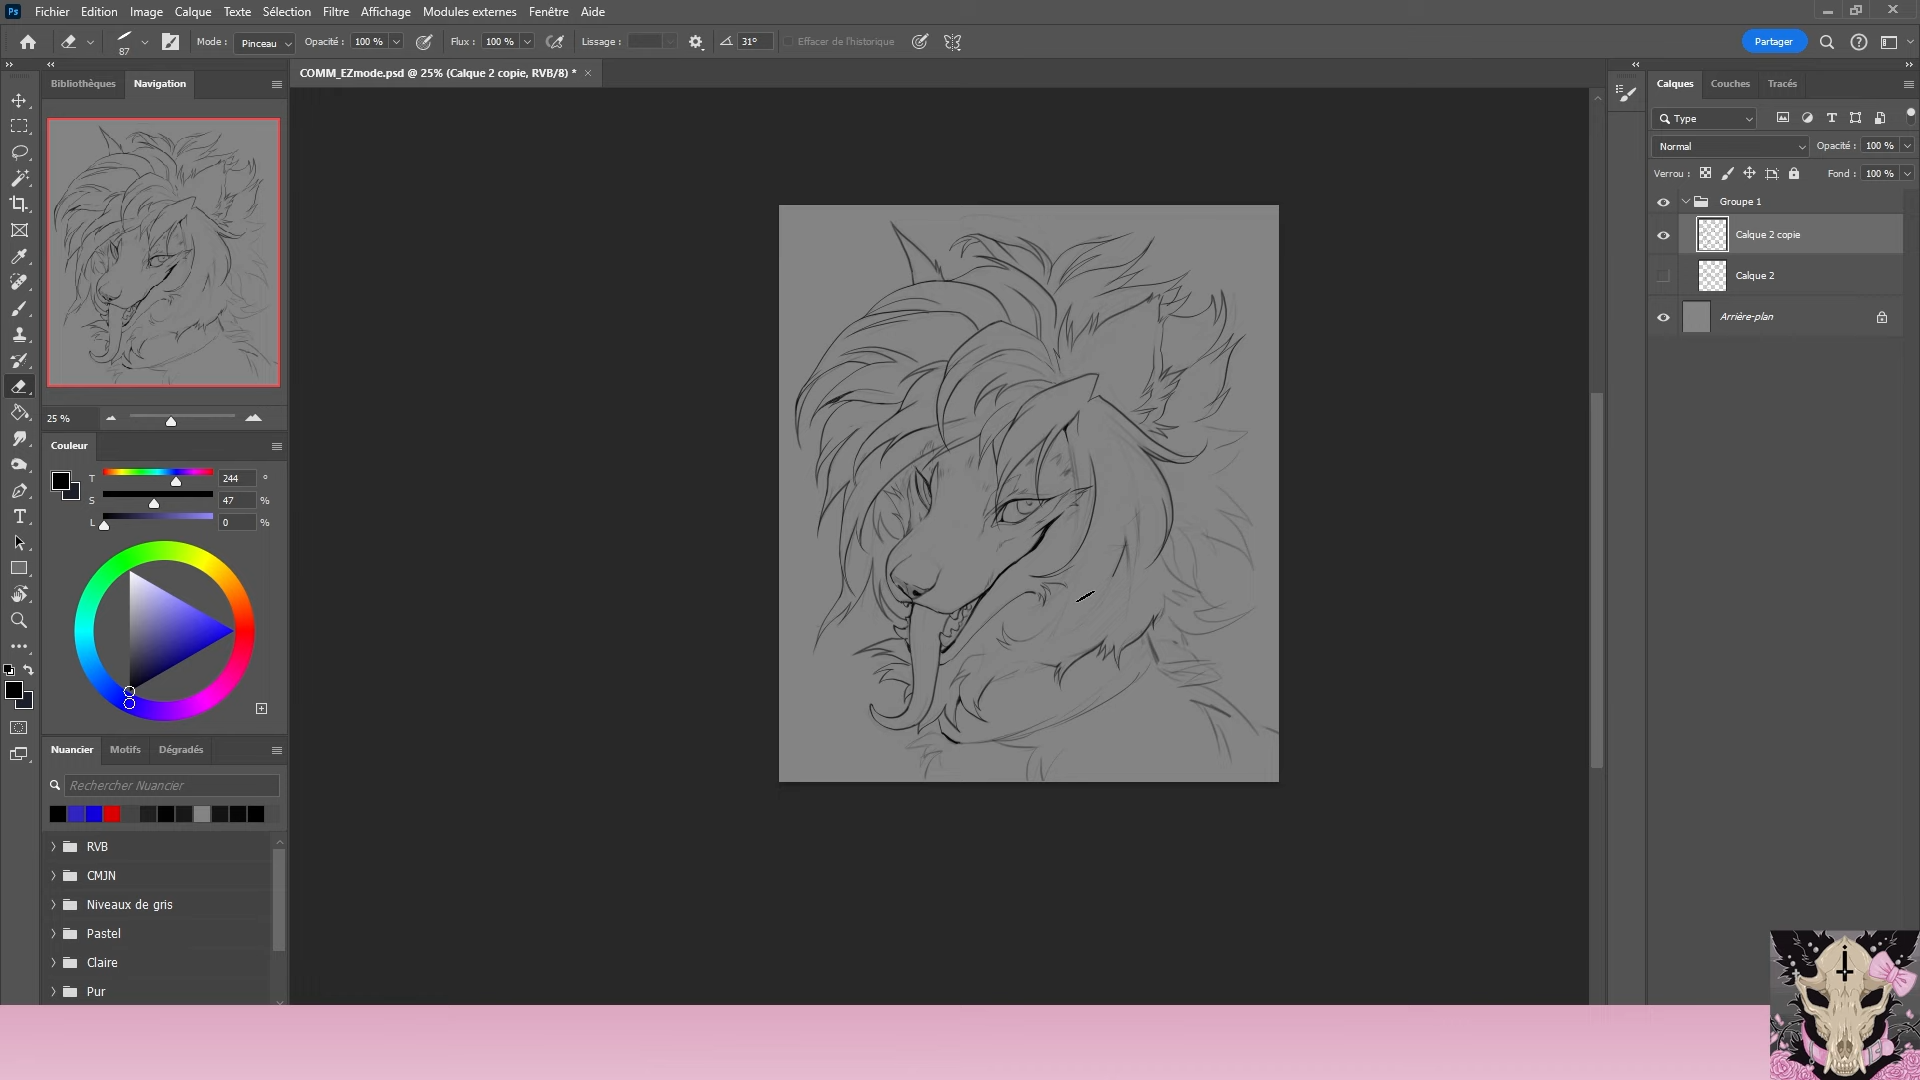 Ps Fichier Edition Image Calque Texte Sélection Filtre Affichage Modules externes Fenêtre Aide
87 Mode : Pinceau Opacité : 100 % Flux : 100 % Lissage : 31° Effacer de l'historique Partager
Bibliothèques Navigation
COMM_EZmode.psd @ 25% (Calque 2 copie, RVB/8) *
Calques Couches Tracés
Type
Normal Opacité : 100 %
Verrou : Fond : 100 %
Groupe 1
Calque 2 copie
Calque 2
Arrière-plan
25 %
Couleur
T 244 °
S 47 %
L 0 %
Nuancier Motifs Dégradés
Rechercher Nuancier
RVB
CMJN
Niveaux de gris
Pastel
Claire
Pur